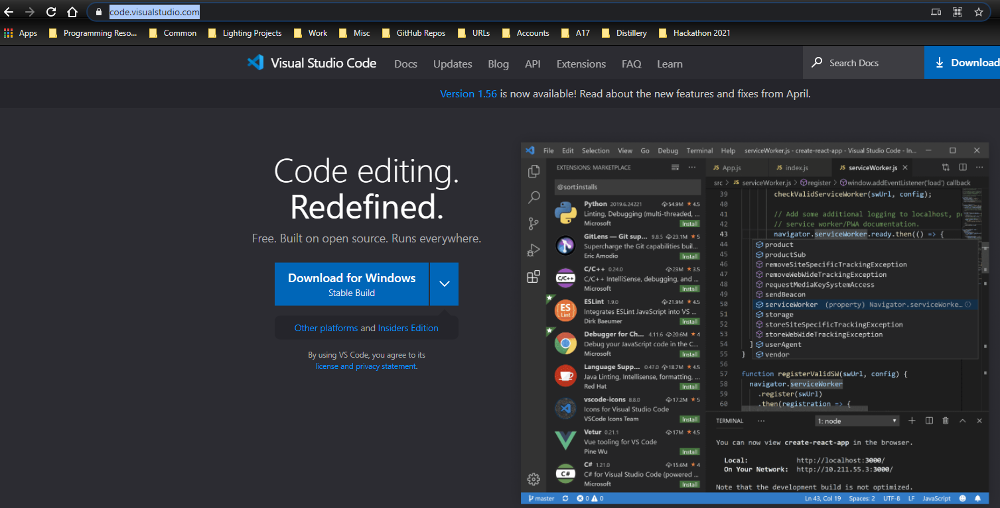 code.visualstudio.com
Apps Programming Reso... Common Lighting Projects Work Misc GitHub Repos URLs Accounts A17 Distillery Hackathon 2021
Visual Studio Code Docs Updates Blog API Extensions FAQ Learn Search Docs Download
Version 1.56 is now available! Read about the new features and fixes from April.
Code editing.
Redefined.
Free. Built on open source. Runs everywhere.
Download for Windows
Stable Build
Other platforms and Insiders Edition
By using VS Code, you agree to its
license and privacy statement.
File Edit Selection View Go Debug Terminal Help serviceWorker.js - create-react-app - Visual Studio Code - In...
EXTENSIONS: MARKETPLACE
@sort:installs
Python 2019.6.24221 54.9M 4.5
Linting, Debugging (multi-threaded, ...
Microsoft Install
GitLens — Git sup... 9.8.5 23.1M 5
Supercharge the Git capabilities buil...
Eric Amodio Install
C/C++
C/C++ 0.24.0 23M 3.5
C/C++ IntelliSense, debugging, and ...
Microsoft Install
ES
Lint
ESLint 1.9.0 21.9M 4.5
Integrates ESLint JavaScript into VS ...
Dirk Baeumer Install
Debugger for Ch... 4.11.6 20.6M 4
Debug your JavaScript code in the C...
Microsoft Install
Language Supp... 0.47.0 18.7M 4.5
Java Linting, Intellisense, formatting, ...
Red Hat Install
vscode-icons 8.8.0 17.2M 5
Icons for Visual Studio Code
VSCode Icons Team Install
Vetur 0.21.1 17M 4.5
Vue tooling for VS Code
Pine Wu Install
C#
C# 1.21.0 15.6M 4
C# for Visual Studio Code (powered ...
Microsoft Install
JS App.js JS index.js JS serviceWorker.js
src > JS serviceWorker.js > register > window.addEventListener('load') callback
39 checkValidServiceWorker(swUrl, config);
40
41 // Add some additional logging to localhost, p
42 // service worker/PWA documentation.
43 navigator.serviceWorker.ready.then(() => {
44 product
45 productSub
46 removeSiteSpecificTrackingException
47 removeWebWideTrackingException
48 requestMediaKeySystemAccess
49 sendBeacon
50 serviceWorker (property) Navigator.serviceWorke...
51 storage
52 storeSiteSpecificTrackingException
53 storeWebWideTrackingException
54 } userAgent
55 } vendor
56
57 function registerValidSW(swUrl, config) {
58 navigator.serviceWorker
59 .register(swUrl)
60 .then(registration => {
TERMINAL ... 1: node
You can now view create-react-app in the browser.
Local: http://localhost:3000/
On Your Network: http://10.211.55.3:3000/
Note that the development build is not optimized.
master 0 0 Ln 43, Col 19 Spaces: 2 UTF-8 LF JavaScript